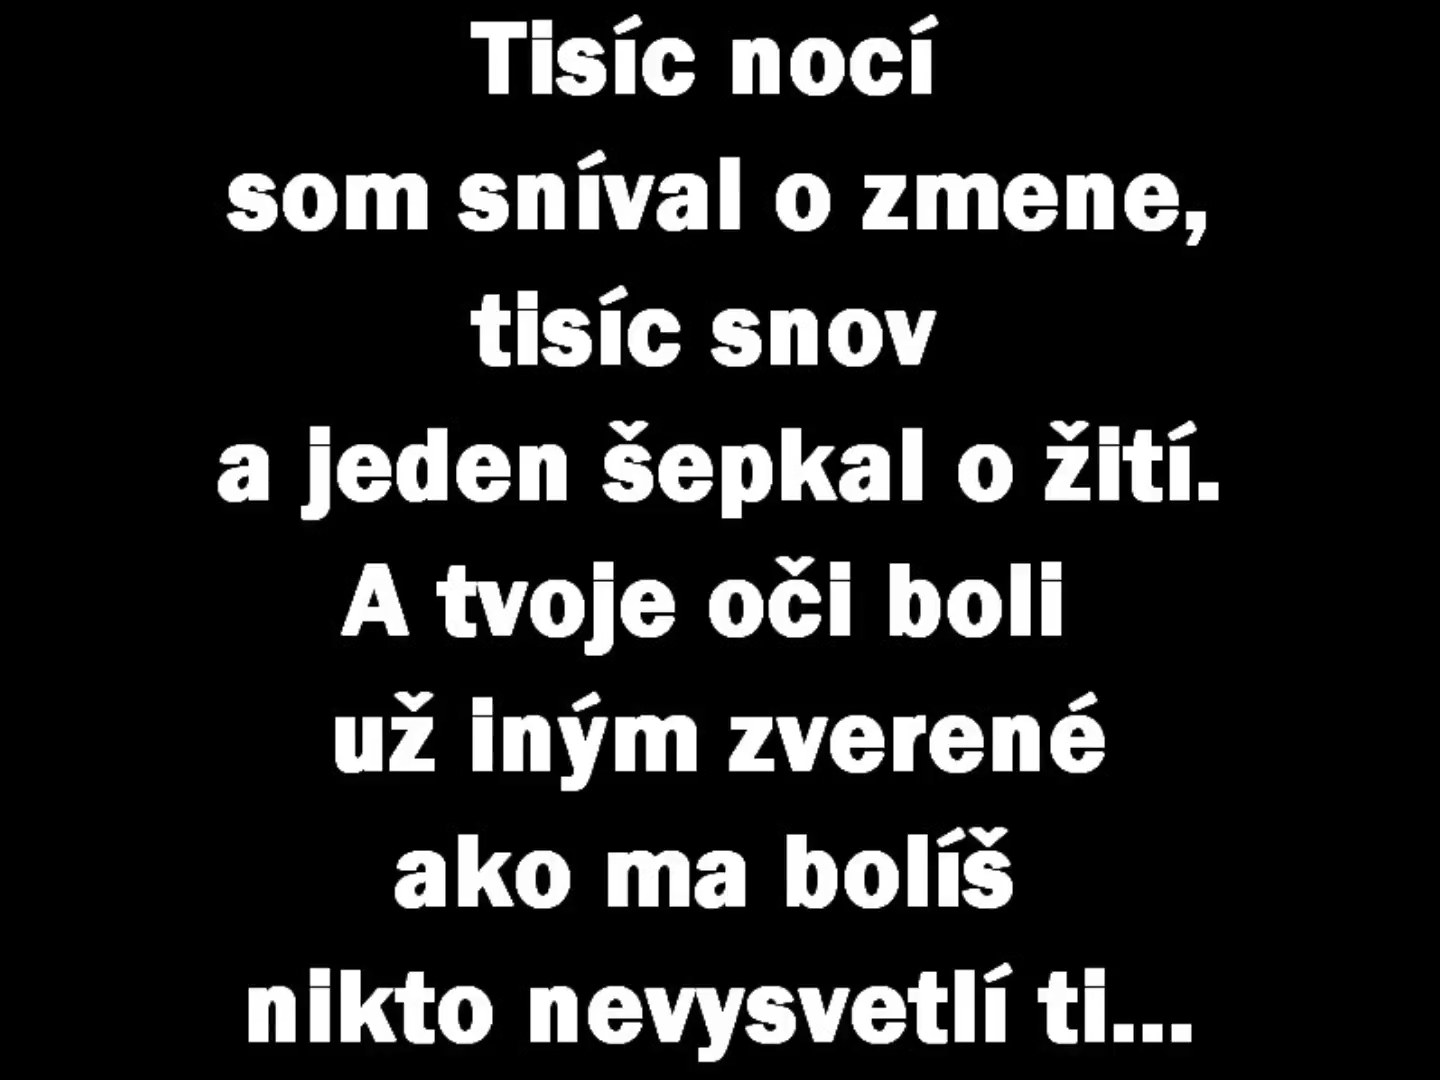 Tisíc nocí
som sníval o zmene,
tisíc snov
a jeden šepkal o žití.
A tvoje oči boli
už iným zverené
ako ma bolíš
nikto nevysvetlí ti...